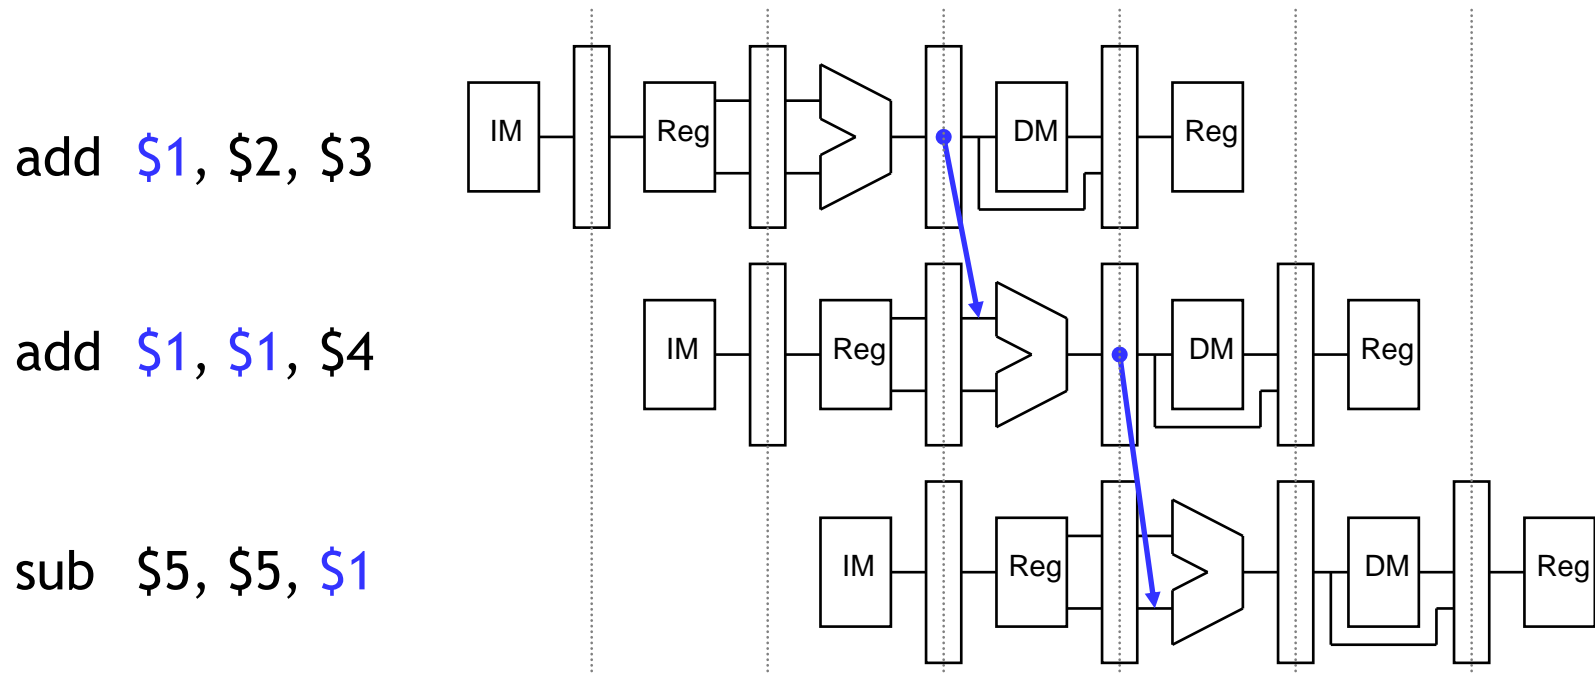 add $1, $2, $3 IM Reg DM Reg
add $1, $1, $4 IM Reg DM Reg
sub $5, $5, $1 IM Reg DM Reg